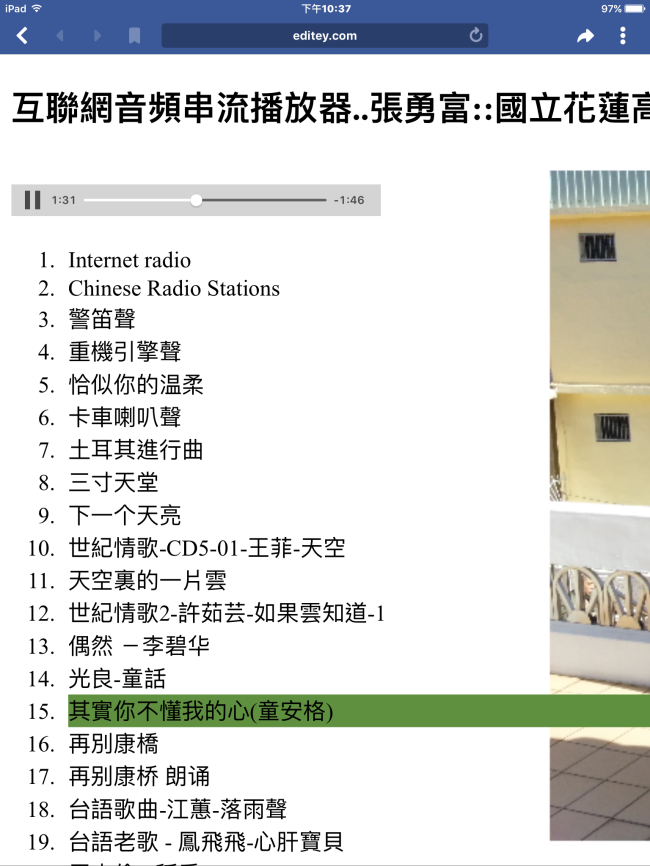 iPad 下午10:37 97%
editey.com
互聯網音頻串流播放器..張勇富::國立花蓮高
1:31 -1:46
1. Internet radio
2. Chinese Radio Stations
3. 警笛聲
4. 重機引擎聲
5. 恰似你的温柔
6. 卡車喇叭聲
7. 土耳其進行曲
8. 三寸天堂
9. 下一个天亮
10. 世紀情歌-CD5-01-王菲-天空
11. 天空裏的一片雲
12. 世紀情歌2-許茹芸-如果雲知道-1
13. 偶然 －李碧华
14. 光良-童話
15. 其實你不懂我的心(童安格)
16. 再別康橋
17. 再别康桥 朗诵
18. 台語歌曲-江蕙-落雨聲
19. 台語老歌 - 鳳飛飛-心肝寶貝